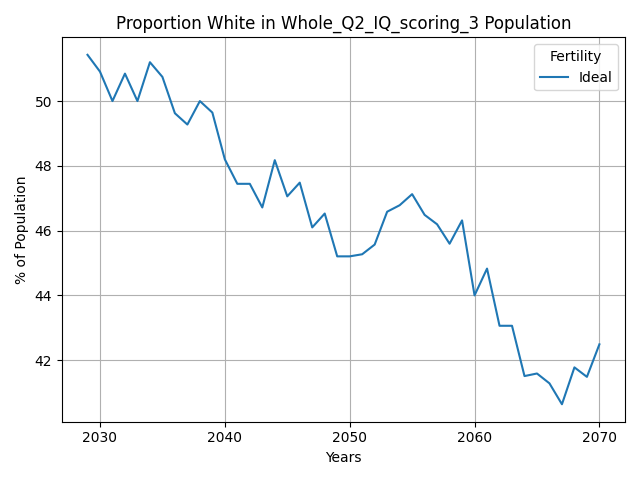 Proportion White in Whole_Q2_IQ_scoring_3 Population
Fertility
Ideal
% of Population
50
48
46
44
42
2030 2040 2050 2060 2070
Years